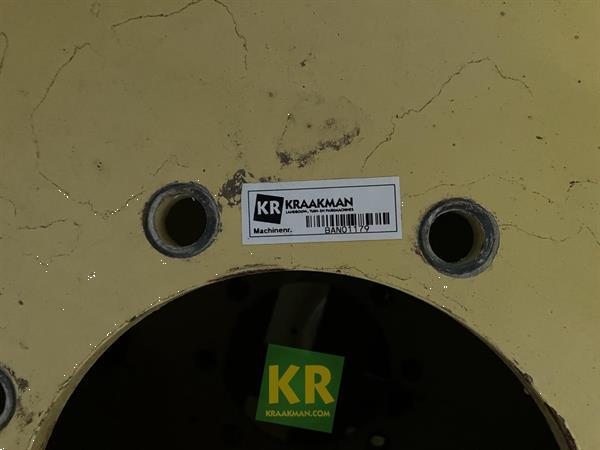 KR KRAAKMAN
LANDBOUW, TUIN- EN PARKMACHINES
Machinenr. BAN01179
KR
KRAAKMAN.COM